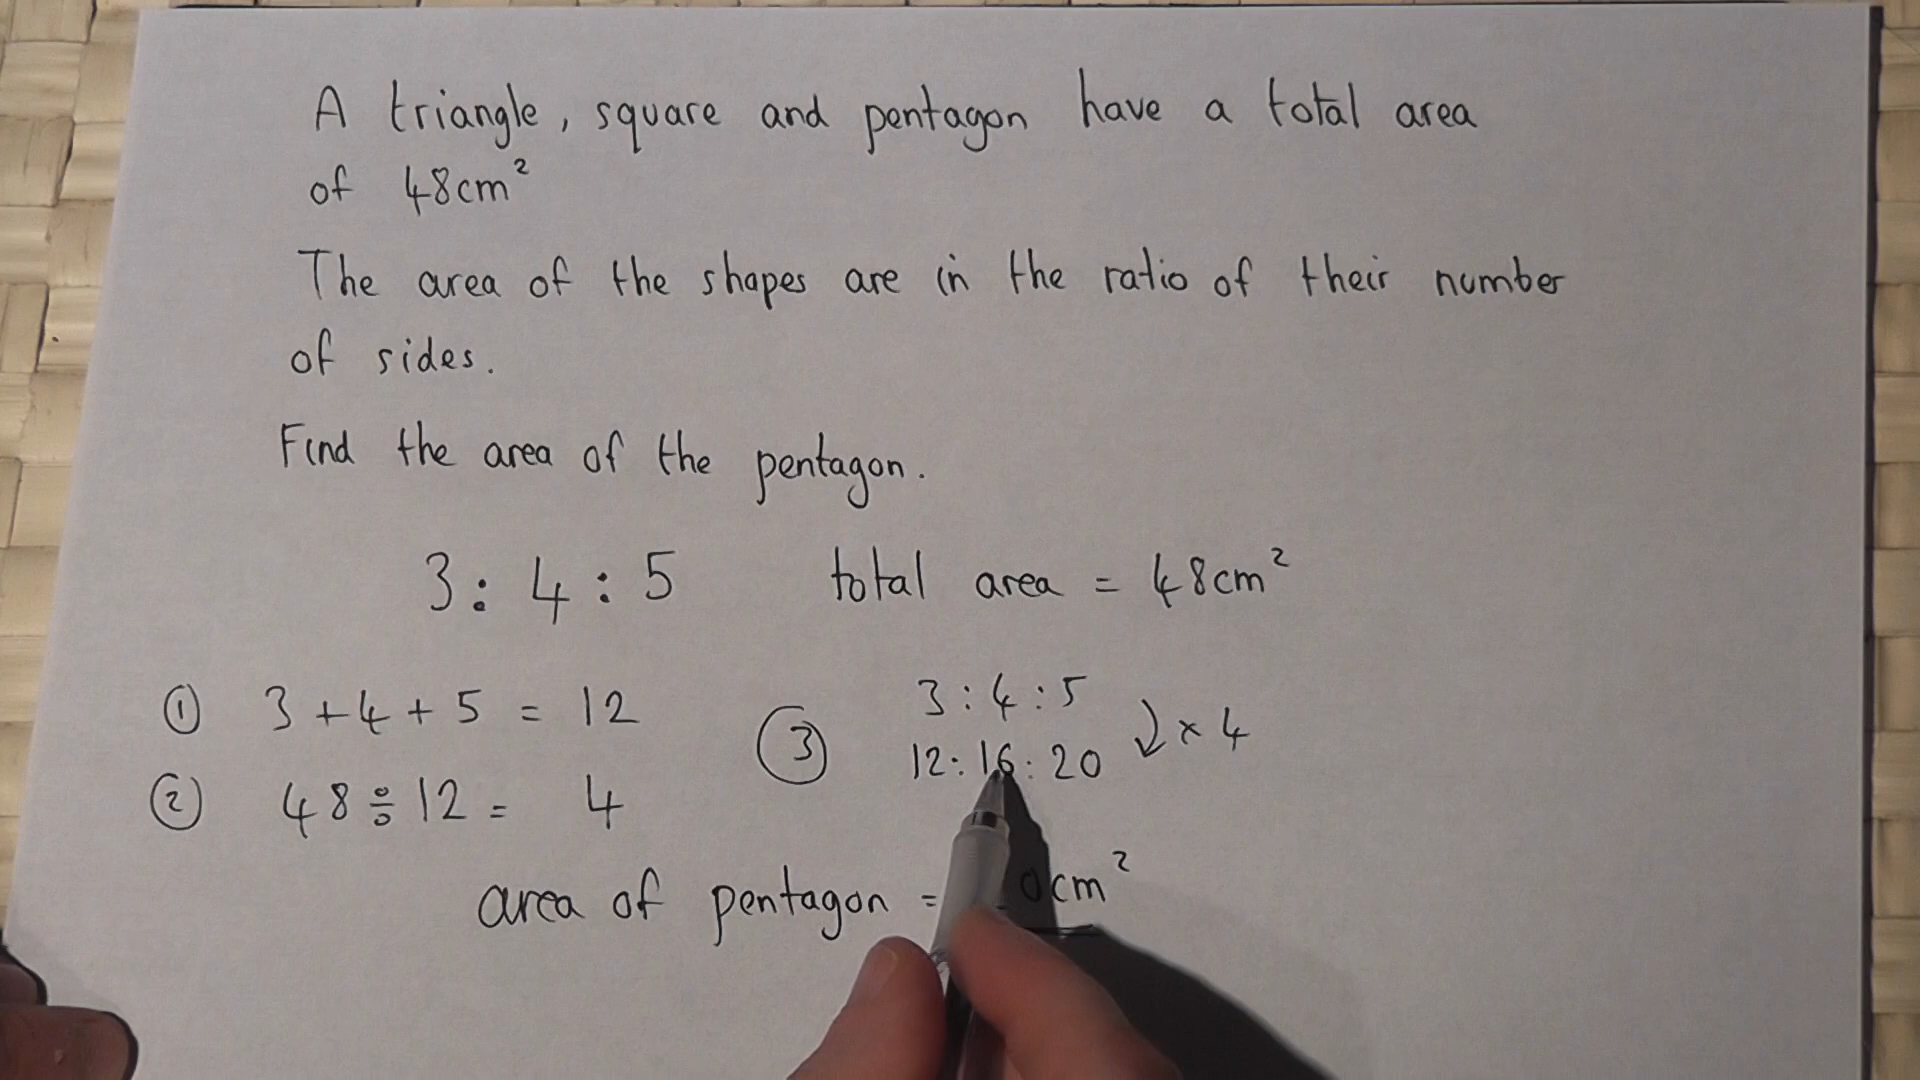 A triangle, square and pentagon have a total area
of 48cm²
The area of the shapes are in the ratio of their number
of sides.
Find the area of the pentagon.
3 : 4 : 5 total area = 48cm²
① 3 + 4 + 5 = 12
② 48 ÷ 12 = 4
③ 3 : 4 : 5
12 : 16 : 20 × 4
area of pentagon = 0cm²